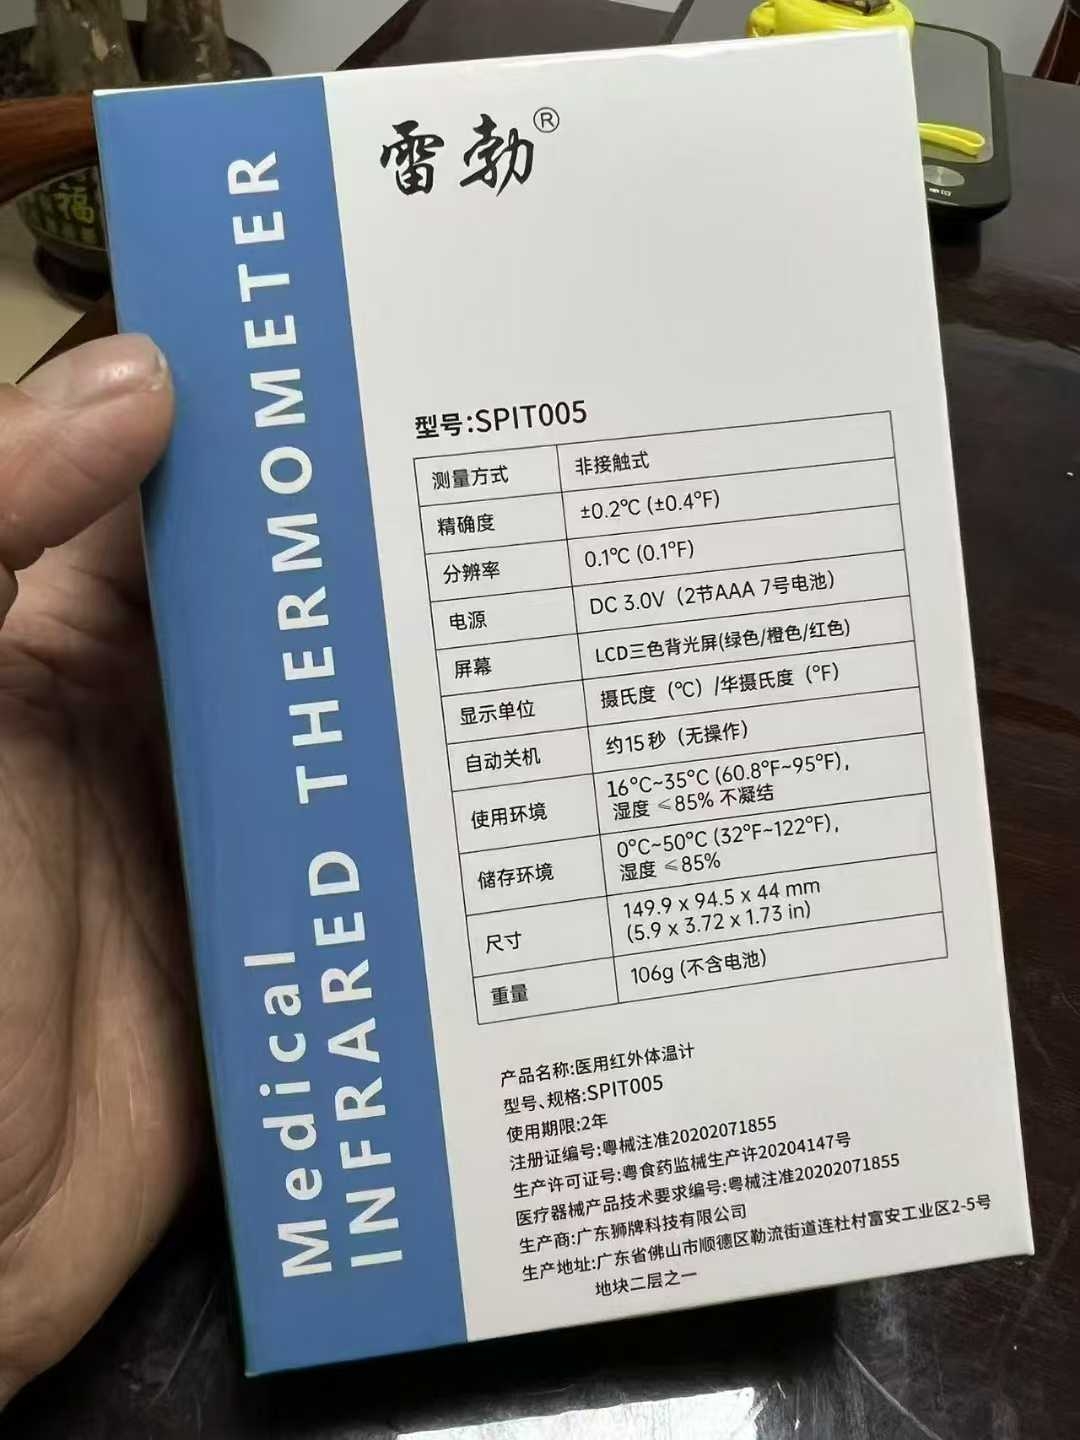 雷勃®
Medical
INFRARED THERMOMETER
型号:SPIT005
测量方式 非接触式
精确度 ±0.2℃ (±0.4°F)
分辨率 0.1℃ (0.1°F)
电源 DC 3.0V（2节AAA 7号电池）
屏幕 LCD三色背光屏(绿色/橙色/红色)
显示单位 摄氏度（℃）/华摄氏度（°F）
自动关机 约15秒（无操作）
使用环境 16°C~35°C (60.8°F~95°F)，
湿度 ≤85% 不凝结
储存环境 0°C~50°C (32°F~122°F)，
湿度 ≤85%
尺寸 149.9 x 94.5 x 44 mm
(5.9 x 3.72 x 1.73 in)
重量 106g (不含电池)
产品名称:医用红外体温计
型号、规格:SPIT005
使用期限:2年
注册证编号:粤械注准20202071855
生产许可证号:粤食药监械生产许20204147号
医疗器械产品技术要求编号:粤械注准20202071855
生产商:广东狮牌科技有限公司
生产地址:广东省佛山市顺德区勒流街道连杜村富安工业区2-5号
地块二层之一
福